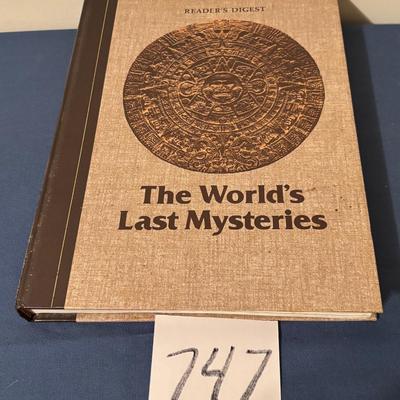 READER'S DIGEST
The World's
Last Mysteries
747